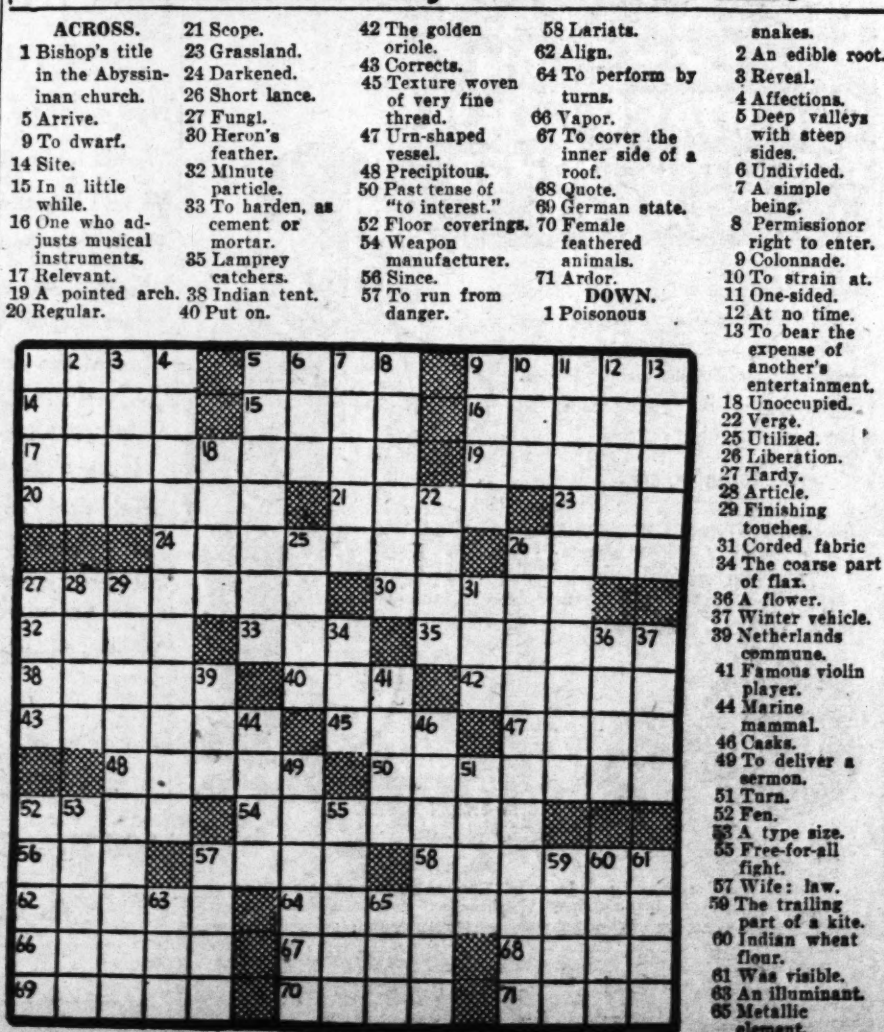 ACROSS.
1 Bishop's title
in the Abyssin-
inan church.
5 Arrive.
9 To dwarf.
14 Site.
15 In a little
while.
16 One who ad-
justs musical
instruments.
17 Relevant.
19 A pointed arch.
20 Regular.
21 Scope.
23 Grassland.
24 Darkened.
26 Short lance.
27 Fungi.
30 Heron's
feather.
32 Minute
particle.
33 To harden, as
cement or
mortar.
35 Lamprey
catchers.
38 Indian tent.
40 Put on.
42 The golden
oriole.
43 Corrects.
45 Texture woven
of very fine
thread.
47 Urn-shaped
vessel.
48 Precipitous.
50 Past tense of
"to interest."
52 Floor coverings.
54 Weapon
manufacturer.
56 Since.
57 To run from
danger.
58 Lariats.
62 Align.
64 To perform by
turns.
66 Vapor.
67 To cover the
inner side of a
roof.
68 Quote.
69 German state.
70 Female
feathered
animals.
71 Ardor.
DOWN.
1 Poisonous
snakes.
2 An edible root.
3 Reveal.
4 Affections.
5 Deep valleys
with steep
sides.
6 Undivided.
7 A simple
being.
8 Permissionor
right to enter.
9 Colonnade.
10 To strain at.
11 One-sided.
12 At no time.
13 To bear the
expense of
another's
entertainment.
18 Unoccupied.
22 Verge.
25 Utilized.
26 Liberation.
27 Tardy.
28 Article.
29 Finishing
touches.
31 Corded fabric
34 The coarse part
of flax.
36 A flower.
37 Winter vehicle.
39 Netherlands
commune.
41 Famous violin
player.
44 Marine
mammal.
46 Casks.
49 To deliver a
sermon.
51 Turn.
52 Fen.
53 A type size.
55 Free-for-all
fight.
57 Wife: law.
59 The trailing
part of a kite.
60 Indian wheat
flour.
61 Was visible.
63 An illuminant.
65 Metallic
element.
1 2 3 4 5 6 7 8 9 10 11 12 13
14 15 16
17 18 19
20 21 22 23
24 25 26
27 28 29 30 31
32 33 34 35 36 37
38 39 40 41 42
43 44 45 46 47
48 49 50 51
52 53 54 55
56 57 58 59 60 61
62 63 64 65
66 67 68
69 70 71